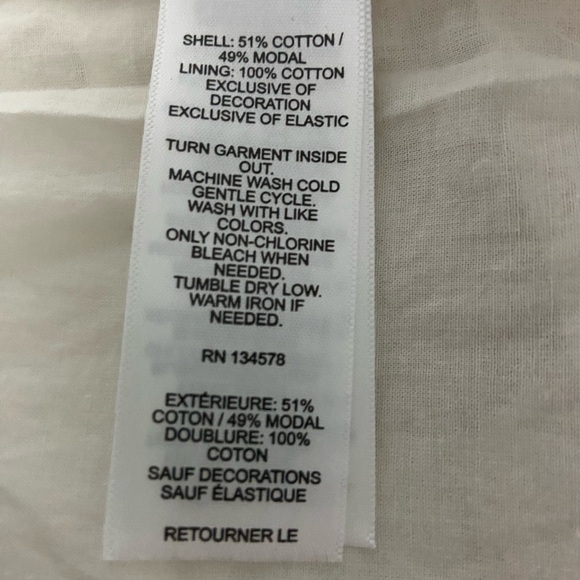 SHELL: 51% COTTON /
49% MODAL
LINING: 100% COTTON
EXCLUSIVE OF
DECORATION
EXCLUSIVE OF ELASTIC
TURN GARMENT INSIDE
OUT.
MACHINE WASH COLD
GENTLE CYCLE.
WASH WITH LIKE
COLORS.
ONLY NON-CHLORINE
BLEACH WHEN
NEEDED.
TUMBLE DRY LOW.
WARM IRON IF
NEEDED.
RN 134578
EXTÉRIEURE: 51%
COTON / 49% MODAL
DOUBLURE: 100%
COTON
SAUF DECORATIONS
SAUF ÉLASTIQUE
RETOURNER LE